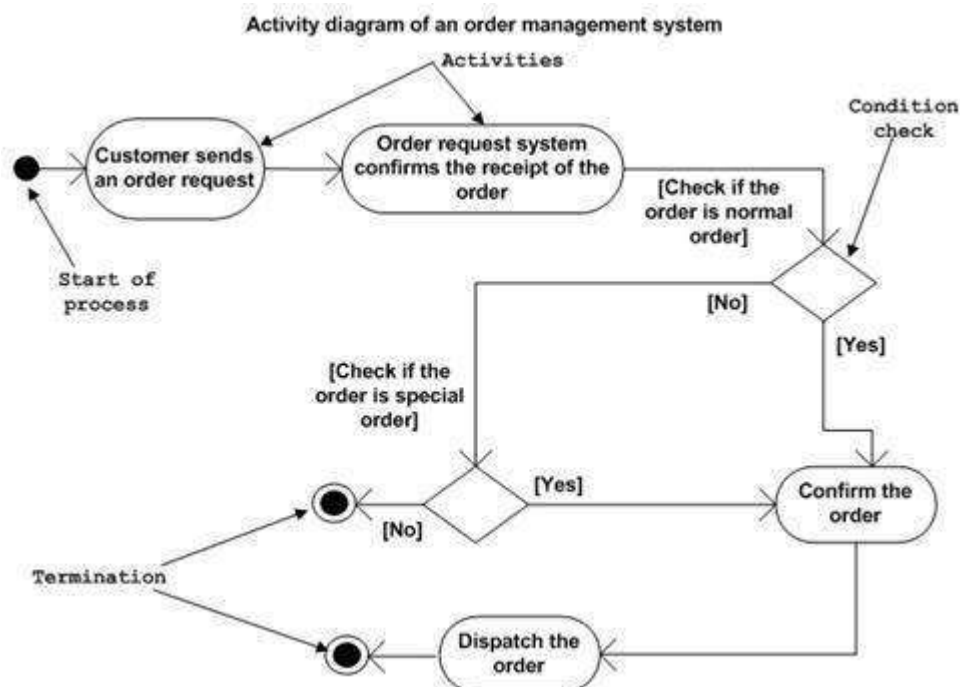 Activity diagram of an order management system
Activities
Condition
check
Customer sends
an order request
Order request system
confirms the receipt of the
order
[Check if the
order is normal
order]
Start of
process
[No]
[Yes]
[Check if the
order is special
order]
[Yes]
[No]
Confirm the
order
Termination
Dispatch the
order